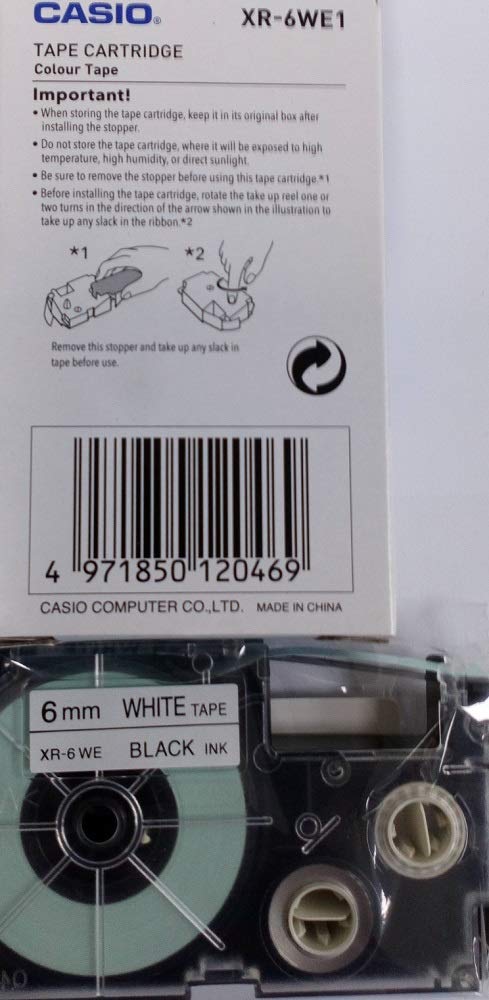 CASIO® XR-6WE1
TAPE CARTRIDGE
Colour Tape
Important!
• When storing the tape cartridge, keep it in its original box after
installing the stopper.
• Do not store the tape cartridge, where it will be exposed to high
temperature, high humidity, or direct sunlight.
• Be sure to remove the stopper before using this tape cartridge.*1
• Before installing the tape cartridge, rotate the take up reel one or
two turns in the direction of the arrow shown in the illustration to
take up any slack in the ribbon.*2
*1 *2
Remove this stopper and take up any slack in
tape before use.
4 971850 120469
CASIO COMPUTER CO.,LTD. MADE IN CHINA
6mm WHITE TAPE
XR-6WE BLACK INK